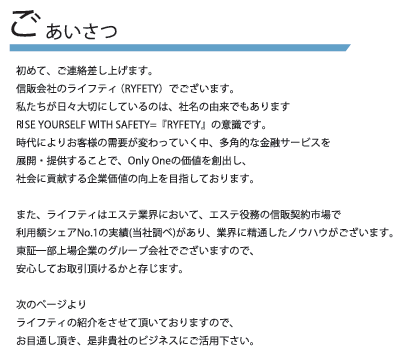 ごあいさつ
初めて、ご連絡差し上げます。
信販会社のライフティ（RYFETY）でございます。
私たちが日々大切にしているのは、社名の由来でもあります
RISE YOURSELF WITH SAFETY=『RYFETY』の意識です。
時代によりお客様の需要が変わっていく中、多角的な金融サービスを
展開・提供することで、Only Oneの価値を創出し、
社会に貢献する企業価値の向上を目指しております。
また、ライフティはエステ業界において、エステ役務の信販契約市場で
利用額シェアNo.1の実績(当社調べ)があり、業界に精通したノウハウがございます。
東証一部上場企業のグループ会社でございますので、
安心してお取引頂けるかと存じます。
次のページより
ライフティの紹介をさせて頂いておりますので、
お目通し頂き、是非貴社のビジネスにご活用下さい。